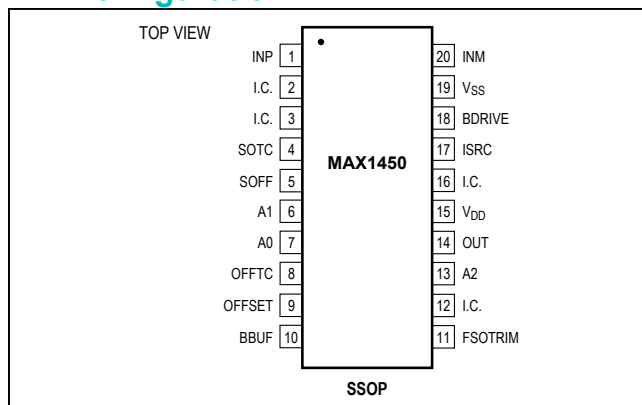 TOP VIEW
INP 1
I.C. 2
I.C. 3
SOTC 4
SOFF 5
A1 6
A0 7
OFFTC 8
OFFSET 9
BBUF 10
MAX1450
20 INM
19 VSS
18 BDRIVE
17 ISRC
16 I.C.
15 VDD
14 OUT
13 A2
12 I.C.
11 FSOTRIM
SSOP